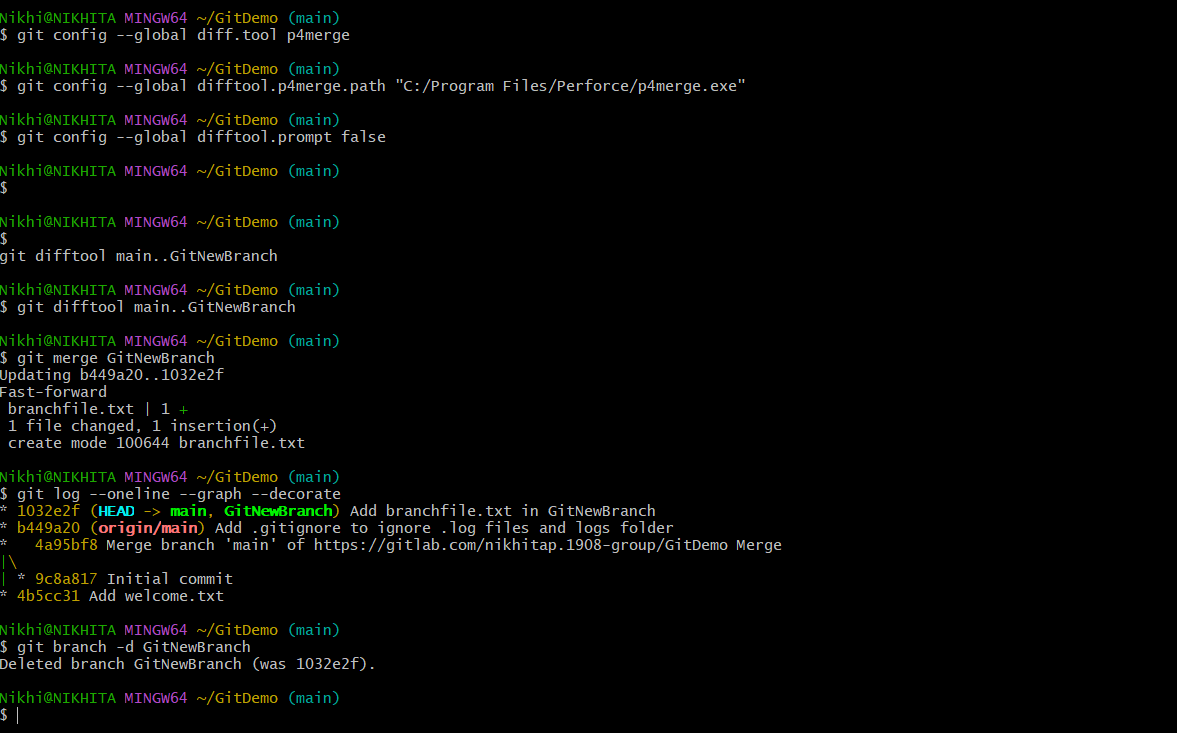 Nikhi@NIKHITA MINGW64 ~/GitDemo (main)
$ git config --global diff.tool p4merge
Nikhi@NIKHITA MINGW64 ~/GitDemo (main)
$ git config --global difftool.p4merge.path "C:/Program Files/Perforce/p4merge.exe"
Nikhi@NIKHITA MINGW64 ~/GitDemo (main)
$ git config --global difftool.prompt false
Nikhi@NIKHITA MINGW64 ~/GitDemo (main)
$
Nikhi@NIKHITA MINGW64 ~/GitDemo (main)
$
git difftool main..GitNewBranch
Nikhi@NIKHITA MINGW64 ~/GitDemo (main)
$ git difftool main..GitNewBranch
Nikhi@NIKHITA MINGW64 ~/GitDemo (main)
$ git merge GitNewBranch
Updating b449a20..1032e2f
Fast-forward
 branchfile.txt | 1 +
 1 file changed, 1 insertion(+)
 create mode 100644 branchfile.txt
Nikhi@NIKHITA MINGW64 ~/GitDemo (main)
$ git log --oneline --graph --decorate
* 1032e2f (HEAD -> main, GitNewBranch) Add branchfile.txt in GitNewBranch
* b449a20 (origin/main) Add .gitignore to ignore .log files and logs folder
*   4a95bf8 Merge branch 'main' of https://gitlab.com/nikhitap.1908-group/GitDemo Merge
|\
| * 9c8a817 Initial commit
* 4b5cc31 Add welcome.txt
Nikhi@NIKHITA MINGW64 ~/GitDemo (main)
$ git branch -d GitNewBranch
Deleted branch GitNewBranch (was 1032e2f).
Nikhi@NIKHITA MINGW64 ~/GitDemo (main)
$